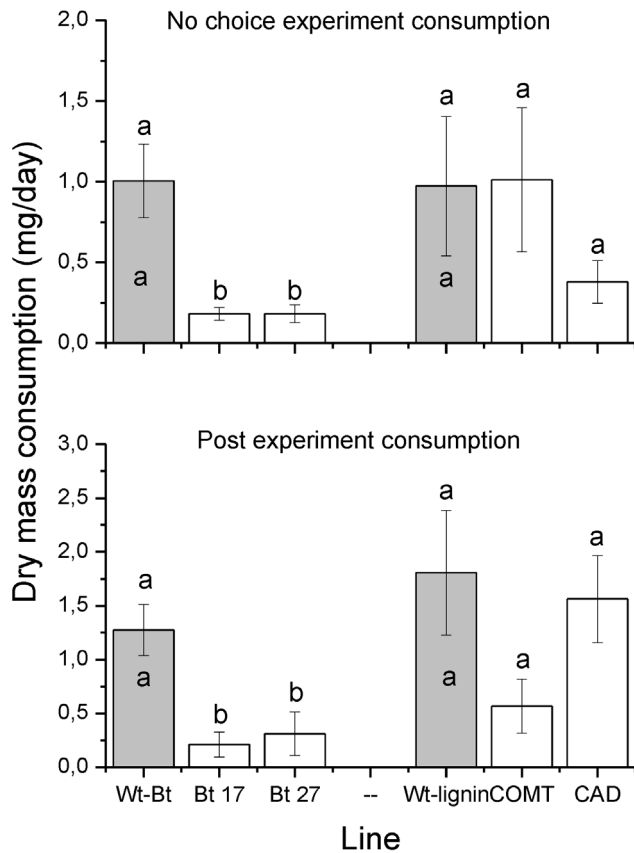 No choice experiment consumption
2,0
1,5
1,0
0,5
0,0
a
a
b
b
a
a
a
a
Dry mass consumption (mg/day)
Post experiment consumption
3,0
2,5
2,0
1,5
1,0
0,5
0,0
a
a
b
b
a
a
a
a
Wt-Bt Bt 17 Bt 27 -- Wt-lignin COMT CAD
Line